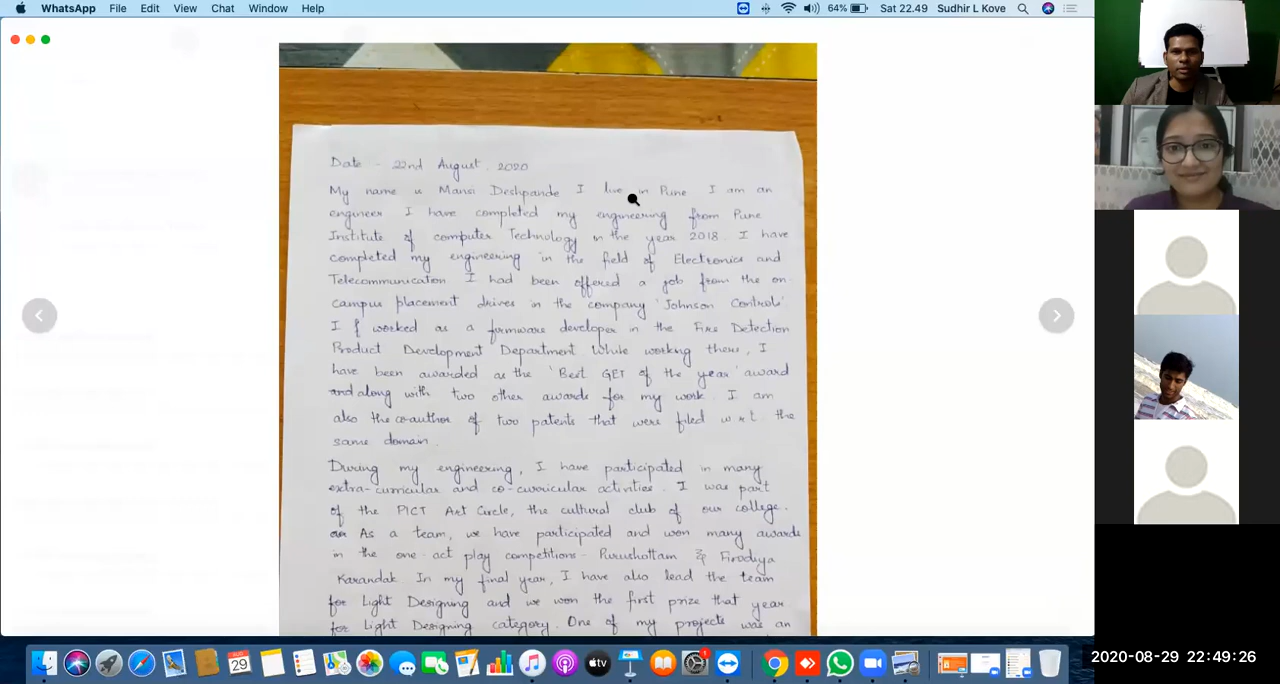 WhatsApp File Edit View Chat Window Help 64% Sat 22.49 Sudhir L Kove
Date - 22nd August, 2020
My name is Mansi Deshpande I live in Pune I am an
engineer I have completed my engineering from Pune
Institute of computer Technology in the year 2018. I have
completed my engineering in the field of Electronics and
Telecommunication I had been offered a job from the on
campus placement drives in the company 'Johnson Controls'
I worked as a firmware developer in the Fire Detection
Product Development Department While working there, I
have been awarded as the 'Best GET of the year' award
and along with two other awards for my work. I am
also the co-author of two patents that were filed w.r.t. the
same domain.
During my engineering, I have participated in many
extra-curricular and co-curricular activities. I was part
of the PICT Art Circle, the cultural club of our college.
As a team, we have participated and won many awards
in the one-act play competitions - Purushottam & Firodiya
Karandak In my final year, I have also lead the team
for Light Designing and we won the first prize that year
for Light Designing category. One of my projects was an
AUG
29
tv
1
2020-08-29 22:49:26